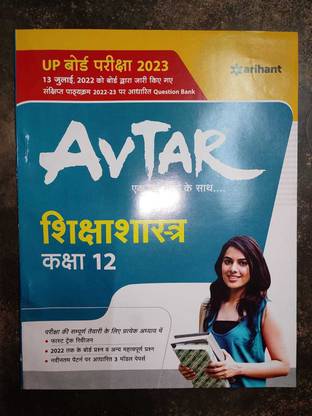 UP बोर्ड परीक्षा 2023
arihant
13 जुलाई, 2022 को बोर्ड द्वारा जारी किए गए
संक्षिप्त पाठ्यक्रम 2022-23 पर आधारित Question Bank
AVTAR
के साथ....
शिक्षाशास्त्र
कक्षा 12
परीक्षा की सम्पूर्ण तैयारी के लिए प्रत्येक अध्याय में
• फास्ट ट्रैक रिवीजन
• 2022 तक के बोर्ड प्रश्न व अन्य महत्वपूर्ण प्रश्न
• नवीनतम पैटर्न पर आधारित 3 मॉडल पेपर्स